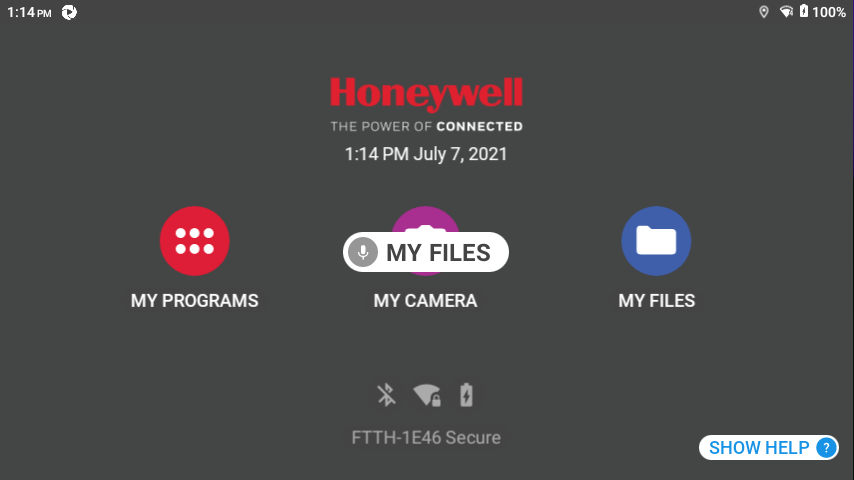 1:14 PM 100%
Honeywell
THE POWER OF CONNECTED
1:14 PM July 7, 2021
MY FILES
MY PROGRAMS MY CAMERA MY FILES
FTTH-1E46 Secure
SHOW HELP ?